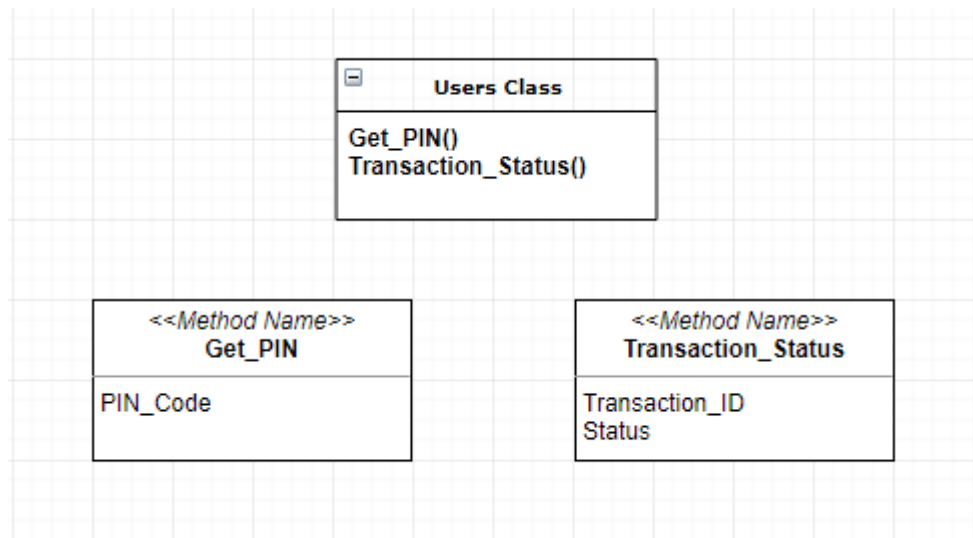 Users Class
Get_PIN()
Transaction_Status()
<<Method Name>>
Get_PIN
PIN_Code
<<Method Name>>
Transaction_Status
Transaction_ID
Status